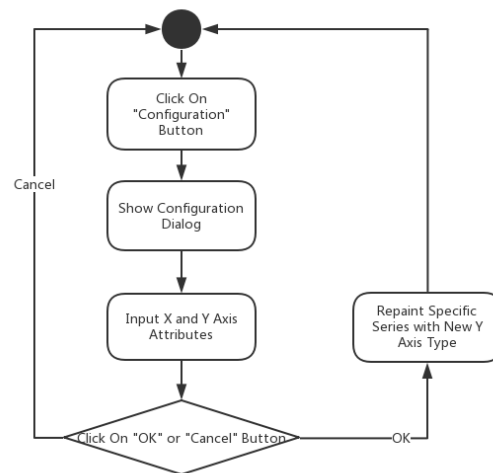 Click On
"Configuration"
Button
Cancel
Show Configuration
Dialog
Input X and Y Axis
Attributes
Repaint Specific
Series with New Y
Axis Type
Click On "OK" or "Cancel" Button
OK